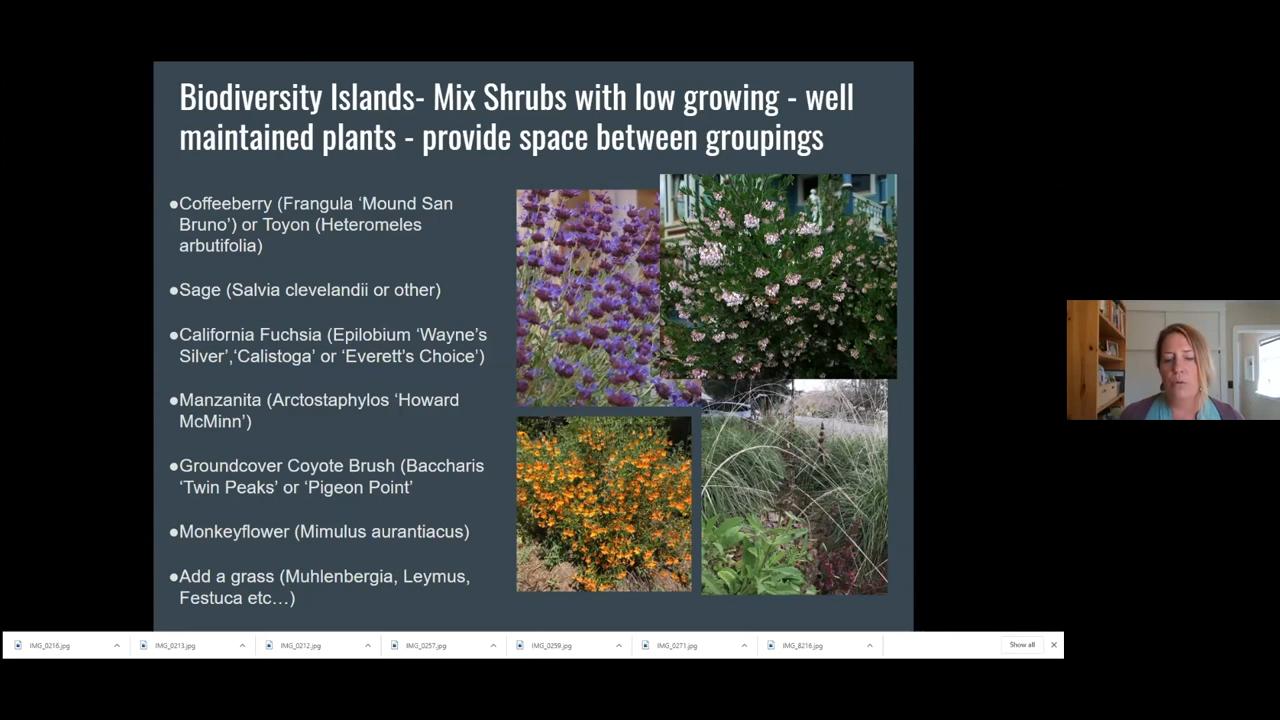 Biodiversity Islands- Mix Shrubs with low growing - well
maintained plants - provide space between groupings
●Coffeeberry (Frangula ‘Mound San
Bruno’) or Toyon (Heteromeles
arbutifolia)
●Sage (Salvia clevelandii or other)
●California Fuchsia (Epilobium ‘Wayne’s
Silver’,‘Calistoga’ or ‘Everett’s Choice’)
●Manzanita (Arctostaphylos ‘Howard
McMinn’)
●Groundcover Coyote Brush (Baccharis
‘Twin Peaks’ or ‘Pigeon Point’
●Monkeyflower (Mimulus aurantiacus)
●Add a grass (Muhlenbergia, Leymus,
Festuca etc…)
IMG_0216.jpg IMG_0213.jpg IMG_0212.jpg IMG_0257.jpg IMG_0259.jpg IMG_0271.jpg IMG_8216.jpg Show all